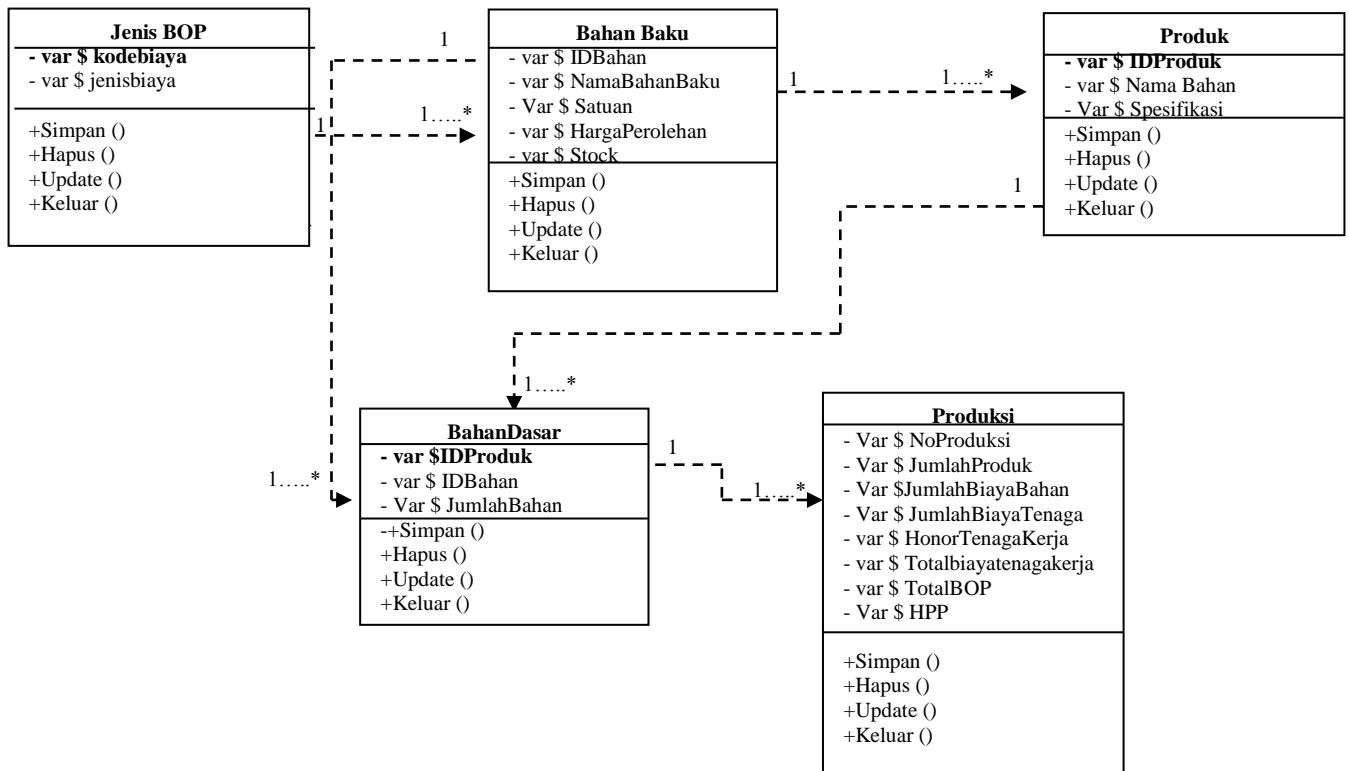 Jenis BOP
- var $ kodebiaya
- var $ jenisbiaya
+Simpan ()
+Hapus ()
+Update ()
+Keluar ()
1
1…..*
1
Bahan Baku
- var $ IDBahan
- var $ NamaBahanBaku
- Var $ Satuan
- var $ HargaPerolehan
- var $ Stock
+Simpan ()
+Hapus ()
+Update ()
+Keluar ()
1
1…..*
Produk
- var $ IDProduk
- var $ Nama Bahan
- Var $ Spesifikasi
+Simpan ()
+Hapus ()
+Update ()
+Keluar ()
1
1…..*
1…..*
BahanDasar
- var $IDProduk
- var $ IDBahan
- Var $ JumlahBahan
-+Simpan ()
+Hapus ()
+Update ()
+Keluar ()
1
1…..*
Produksi
- Var $ NoProduksi
- Var $ JumlahProduk
- Var $JumlahBiayaBahan
- Var $ JumlahBiayaTenaga
- var $ HonorTenagaKerja
- var $ Totalbiayatenagakerja
- var $ TotalBOP
- Var $ HPP
+Simpan ()
+Hapus ()
+Update ()
+Keluar ()